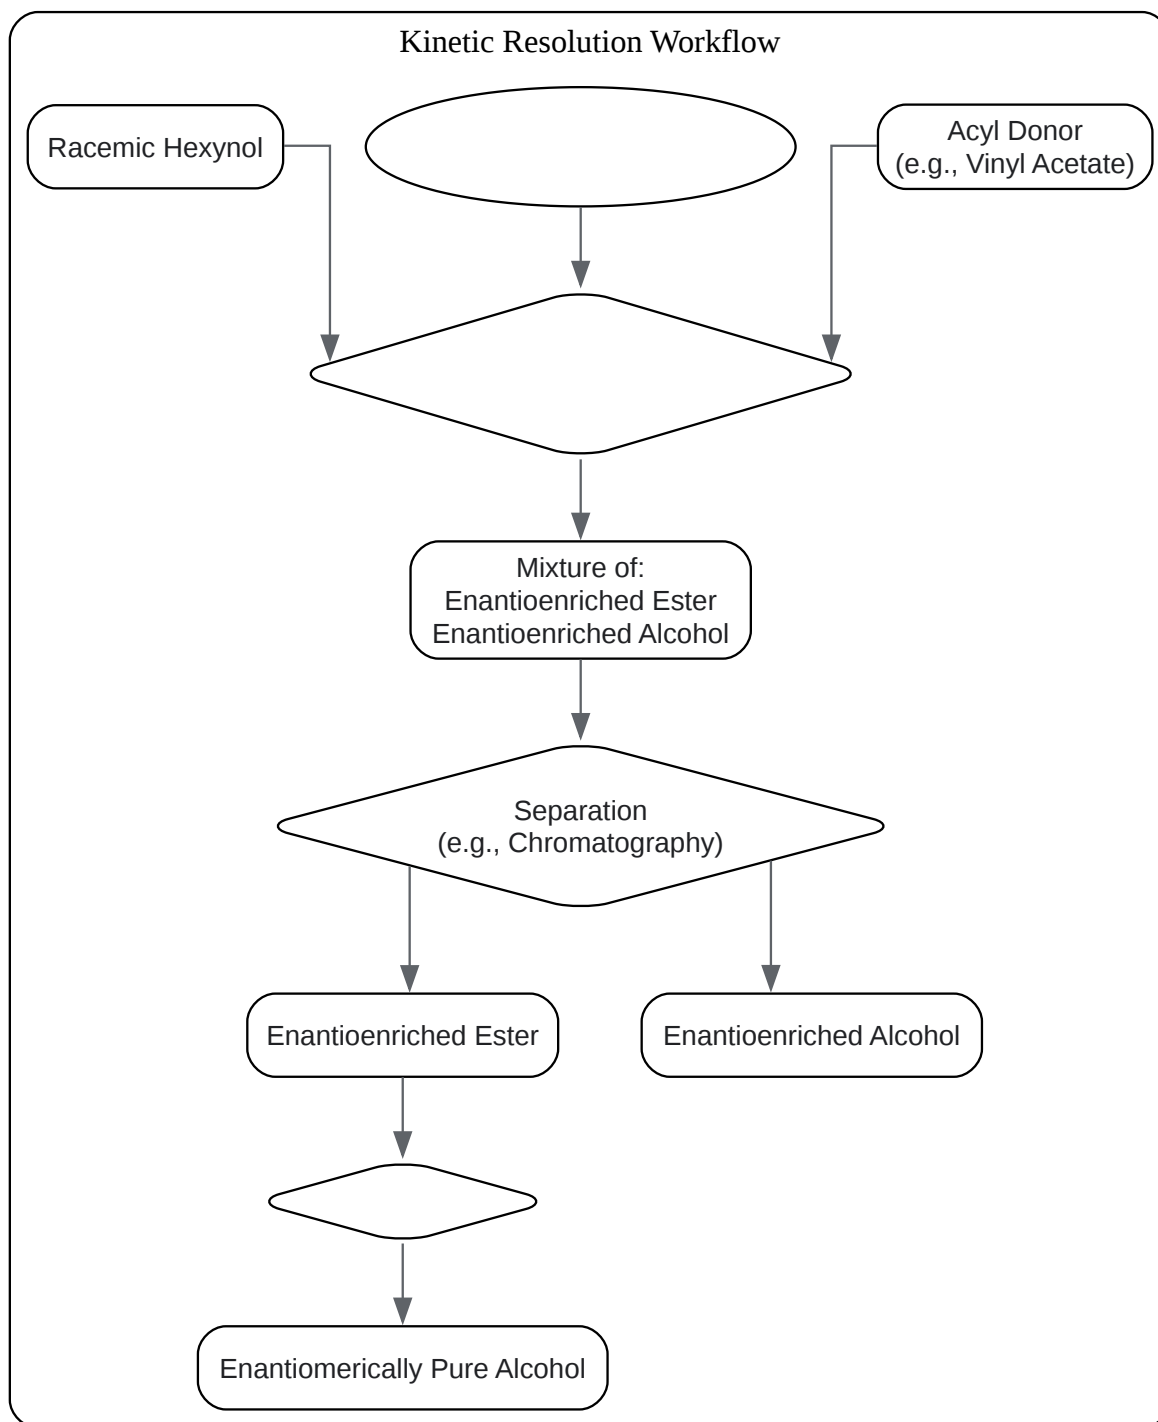 Kinetic Resolution Workflow
Racemic Hexynol
Acyl Donor
(e.g., Vinyl Acetate)
Mixture of:
Enantioenriched Ester
Enantioenriched Alcohol
Separation
(e.g., Chromatography)
Enantioenriched Ester
Enantioenriched Alcohol
Enantiomerically Pure Alcohol